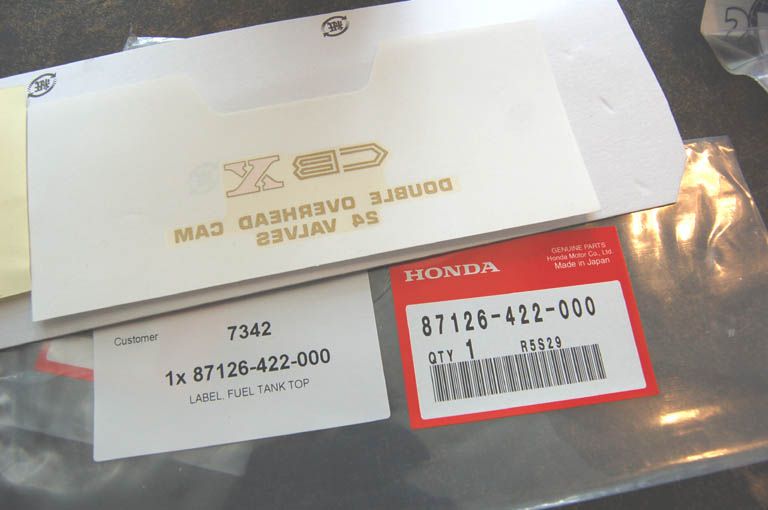 CBX
DOUBLE OVERHEAD CAM
24 VALVES
HONDA
GENUINE PARTS
Honda Motor Co., Ltd.
Made in Japan
87126-422-000
QTY 1 R5S29
Customer 7342
1x 87126-422-000
LABEL. FUEL TANK TOP